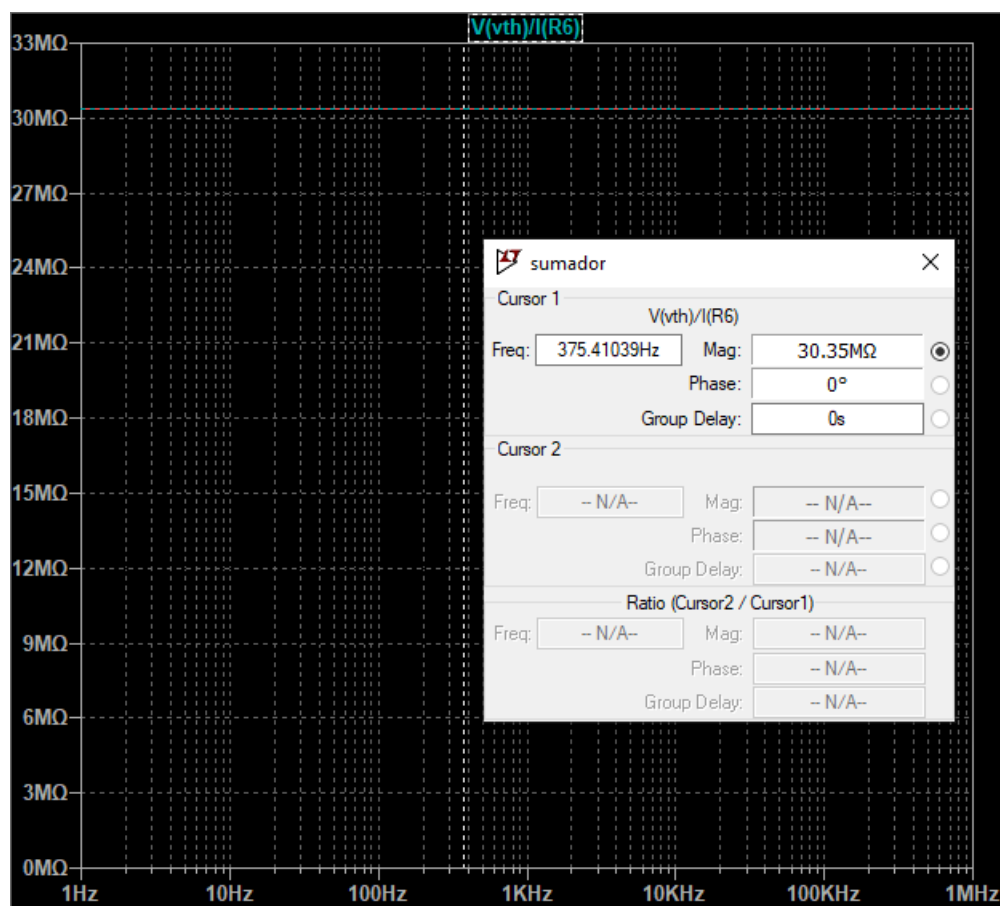 V(vth)/I(R6)
33MΩ
30MΩ
27MΩ
24MΩ
21MΩ
18MΩ
15MΩ
12MΩ
9MΩ
6MΩ
3MΩ
0MΩ
1Hz 10Hz 100Hz 1KHz 10KHz 100KHz 1MHz
sumador
Cursor 1
V(vth)/I(R6)
Freq: 375.41039Hz Mag: 30.35MΩ
Phase: 0°
Group Delay: 0s
Cursor 2
Freq: -- N/A-- Mag: -- N/A--
Phase: -- N/A--
Group Delay: -- N/A--
Ratio (Cursor2 / Cursor1)
Freq: -- N/A-- Mag: -- N/A--
Phase: -- N/A--
Group Delay: -- N/A--